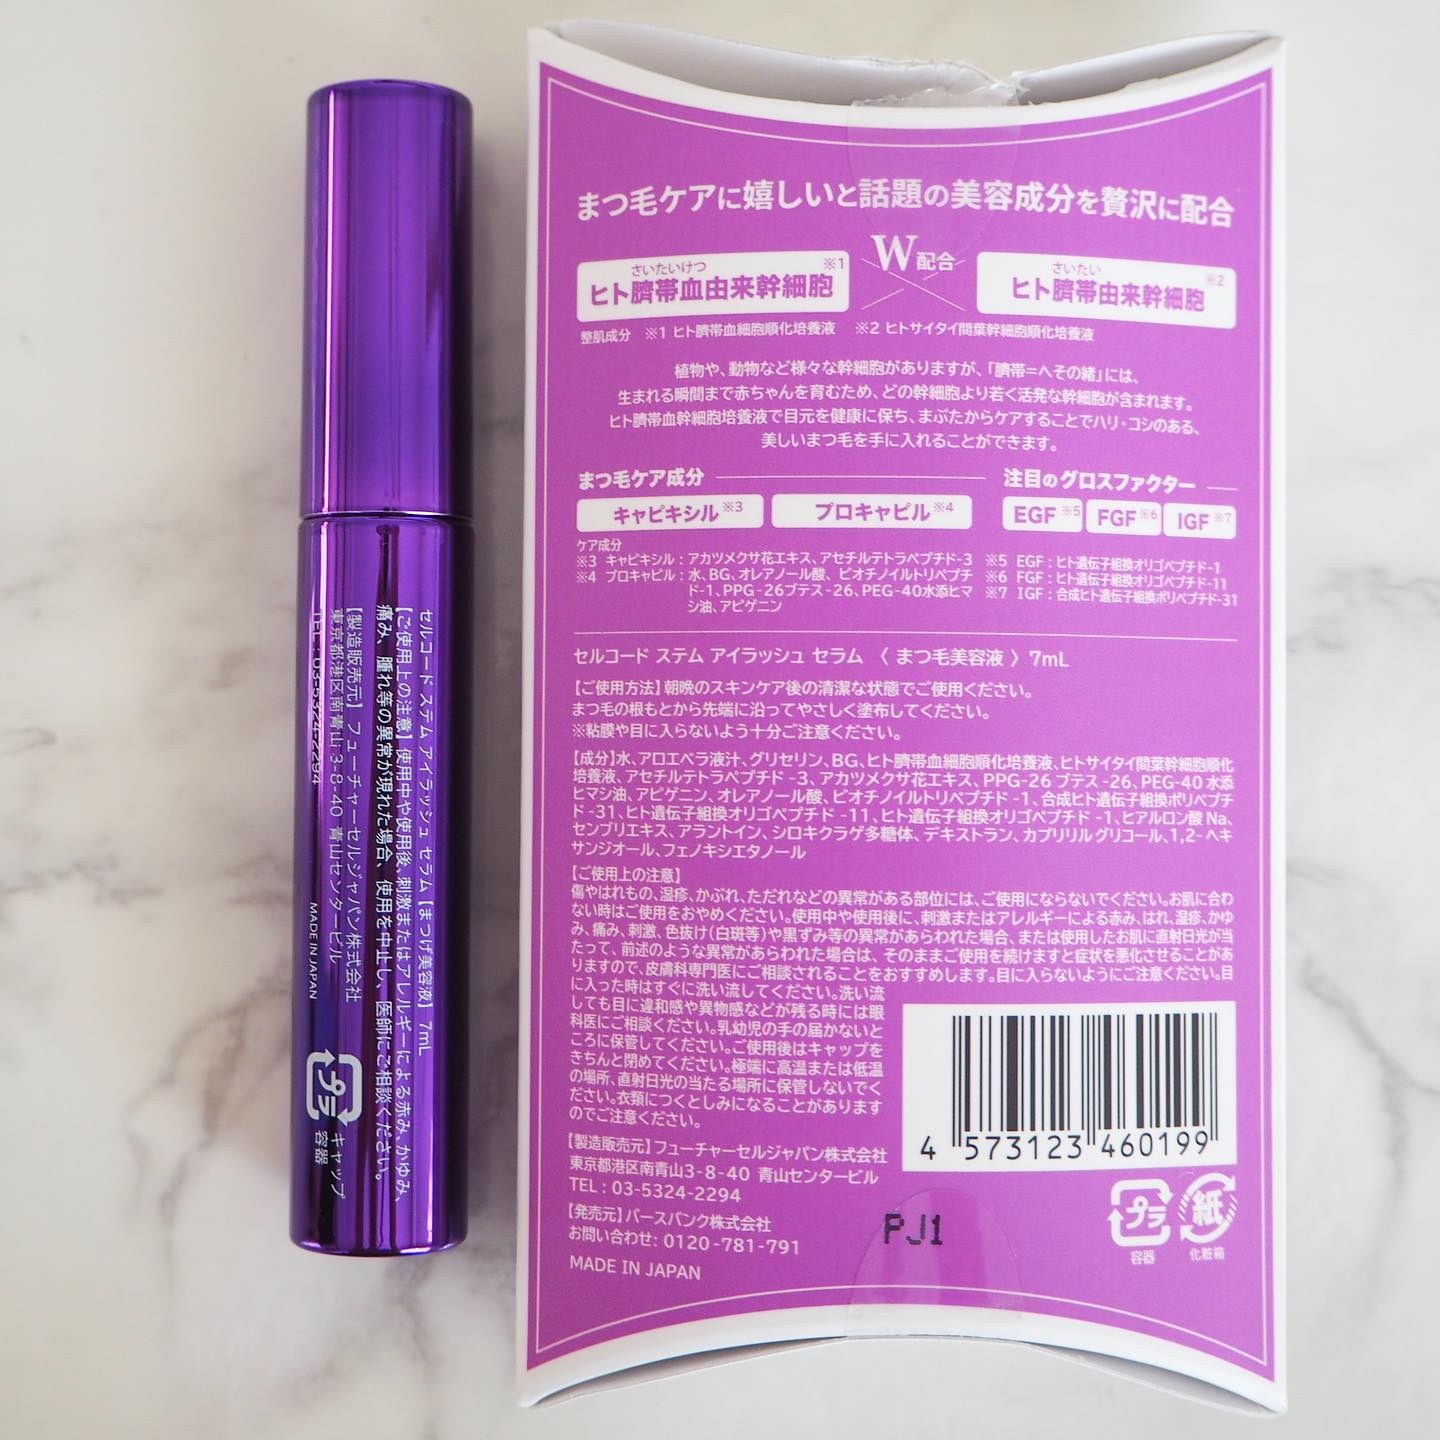 セルコード ステム アイラッシュ セラム【まつげ美容液】 7mL
【ご使用上の注意】使用中や使用後、刺激またはアレルギーによる赤み、かゆみ、
痛み、腫れ等の異常が現れた場合、使用を中止し、医師にご相談ください。
【製造販売元】フューチャーセルジャパン株式会社
東京都港区南青山3-8-40 青山センタービル
TEL : 03-5324-2294
MADE IN JAPAN
プラ
キャップ
容器
まつ毛ケアに嬉しいと話題の美容成分を贅沢に配合
さいたいけつ
ヒト臍帯血由来幹細胞 ※1
W配合
さいたい
ヒト臍帯由来幹細胞 ※2
整肌成分 ※1 ヒト臍帯血細胞順化培養液 ※2 ヒトサイタイ間葉幹細胞順化培養液
植物や、動物など様々な幹細胞がありますが、「臍帯=へその緒」には、
生まれる瞬間まで赤ちゃんを育むため、どの幹細胞より若く活発な幹細胞が含まれます。
ヒト臍帯血幹細胞培養液で目元を健康に保ち、まぶたからケアすることでハリ・コシのある、
美しいまつ毛を手に入れることができます。
まつ毛ケア成分
キャピキシル※3 プロキャピル※4
ケア成分
※3 キャピキシル : アカツメクサ花エキス、アセチルテトラペプチド-3
※4 プロキャピル : 水、BG、オレアノール酸、ビオチノイルトリペプチ
ド-1、PPG-26ブテス-26、PEG-40水添ヒマ
シ油、アピゲニン
注目のグロスファクター
EGF※5 FGF※6 IGF※7
※5 EGF : ヒト遺伝子組換オリゴペプチド-1
※6 FGF : ヒト遺伝子組換オリゴペプチド-11
※7 IGF : 合成ヒト遺伝子組換ポリペプチド-31
セルコード ステム アイラッシュ セラム 〈 まつ毛美容液 〉 7mL
【ご使用方法】朝晩のスキンケア後の清潔な状態でご使用ください。
まつ毛の根もとから先端に沿ってやさしく塗布してください。
※粘膜や目に入らないよう十分ご注意ください。
【成分】水、アロエベラ液汁、グリセリン、BG、ヒト臍帯血細胞順化培養液、ヒトサイタイ間葉幹細胞順化
培養液、アセチルテトラペプチド-3、アカツメクサ花エキス、PPG-26ブテス-26、PEG-40水添
ヒマシ油、アピゲニン、オレアノール酸、ビオチノイルトリペプチド-1、合成ヒト遺伝子組換ポリペプチ
ド-31、ヒト遺伝子組換オリゴペプチド-11、ヒト遺伝子組換オリゴペプチド-1、ヒアルロン酸Na、
センブリエキス、アラントイン、シロキクラゲ多糖体、デキストラン、カプリリルグリコール、1,2-ヘキ
サンジオール、フェノキシエタノール
【ご使用上の注意】
傷やはれもの、湿疹、かぶれ、ただれなどの異常がある部位には、ご使用にならないでください。お肌に合わ
ない時はご使用をおやめください。使用中や使用後に、刺激またはアレルギーによる赤み、はれ、湿疹、かゆ
み、痛み、刺激、色抜け(白斑等)や黒ずみ等の異常があらわれた場合、または使用したお肌に直射日光が当
たって、前述のような異常があらわれた場合は、そのままご使用を続けますと症状を悪化させることがあ
りますので、皮膚科専門医にご相談されることをおすすめします。目に入らないようにご注意ください。目
に入った時はすぐに洗い流してください。洗い流
しても目に違和感や異物感などが残る時には眼
科医にご相談ください。乳幼児の手の届かないと
ころに保管してください。ご使用後はキャップを
きちんと閉めてください。極端に高温または低温
の場所、直射日光の当たる場所に保管しないでく
ださい。衣類につくとしみになることがあります
のでご注意ください。
【製造販売元】フューチャーセルジャパン株式会社
東京都港区南青山3-8-40 青山センタービル
TEL : 03-5324-2294
【発売元】バースバンク株式会社
お問い合わせ: 0120-781-791
MADE IN JAPAN
4 573123 460199
PJ1
プラ
容器
紙
化粧箱